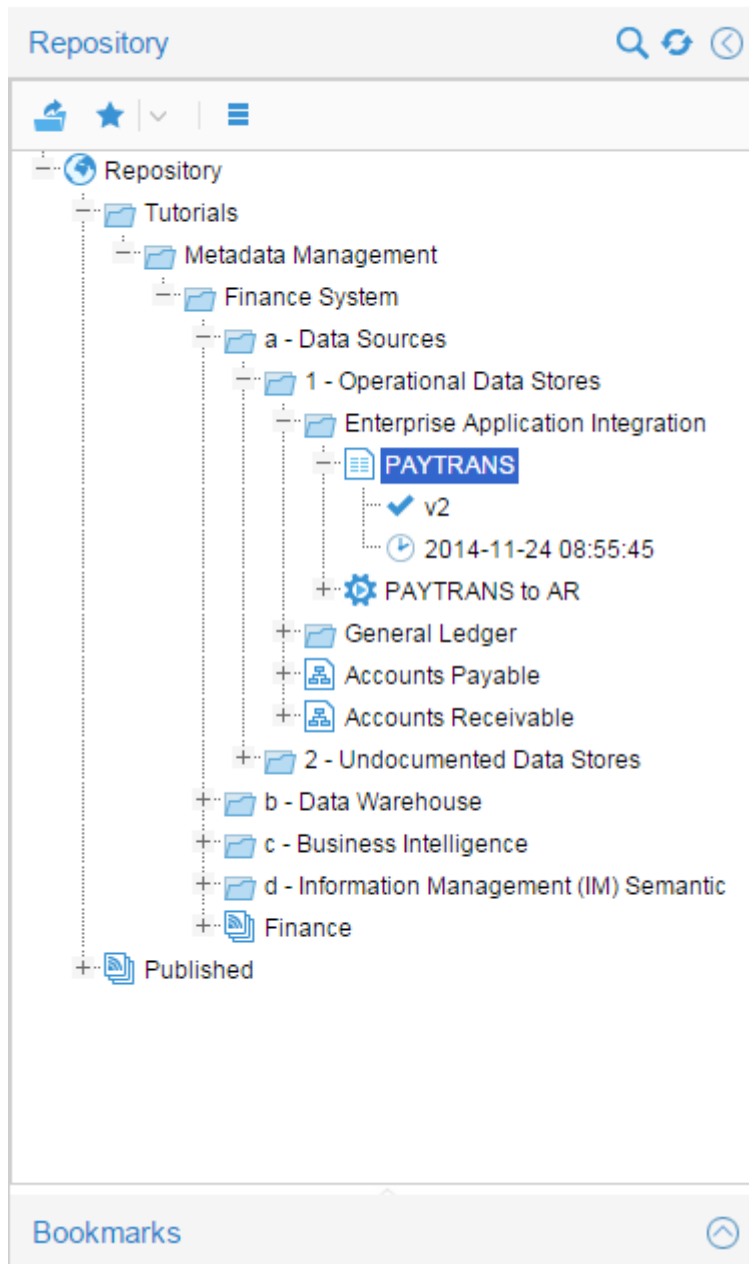 Repository
Repository
Tutorials
Metadata Management
Finance System
a - Data Sources
1 - Operational Data Stores
Enterprise Application Integration
PAYTRANS
v2
2014-11-24 08:55:45
PAYTRANS to AR
General Ledger
Accounts Payable
Accounts Receivable
2 - Undocumented Data Stores
b - Data Warehouse
c - Business Intelligence
d - Information Management (IM) Semantic
Finance
Published
Bookmarks